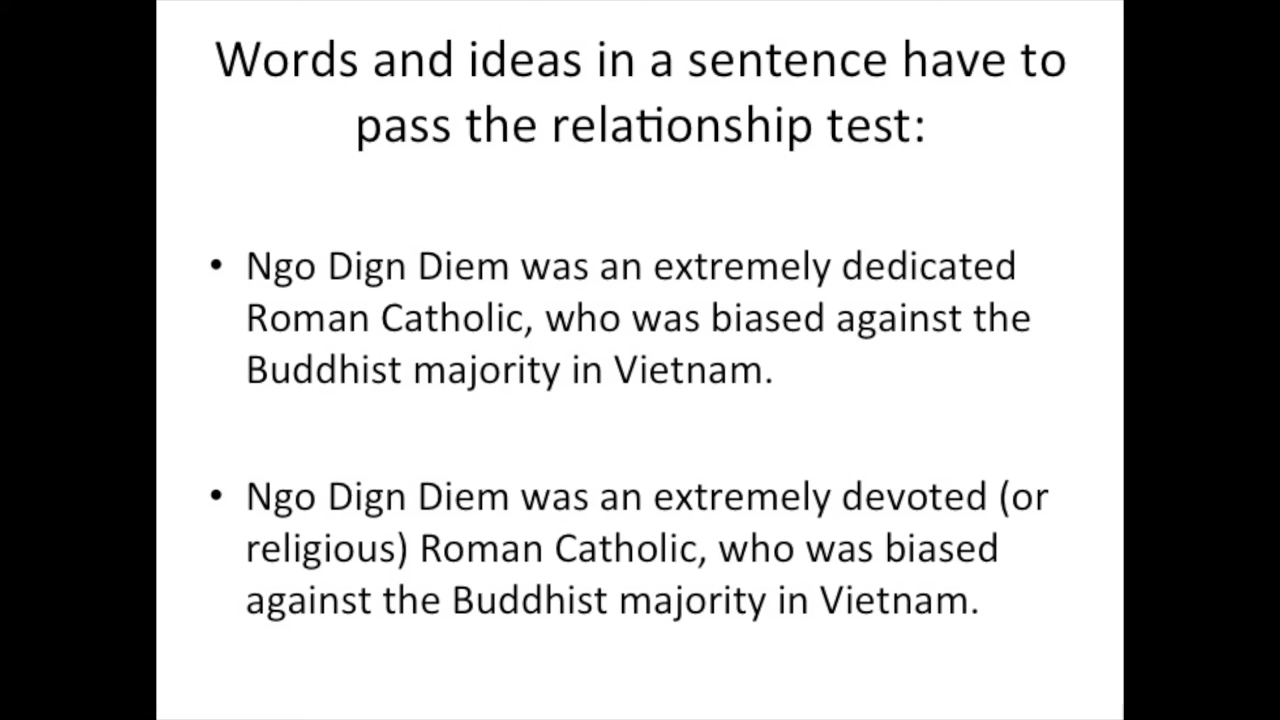 Words and ideas in a sentence have to
pass the relationship test:
• Ngo Dign Diem was an extremely dedicated
Roman Catholic, who was biased against the
Buddhist majority in Vietnam.
• Ngo Dign Diem was an extremely devoted (or
religious) Roman Catholic, who was biased
against the Buddhist majority in Vietnam.